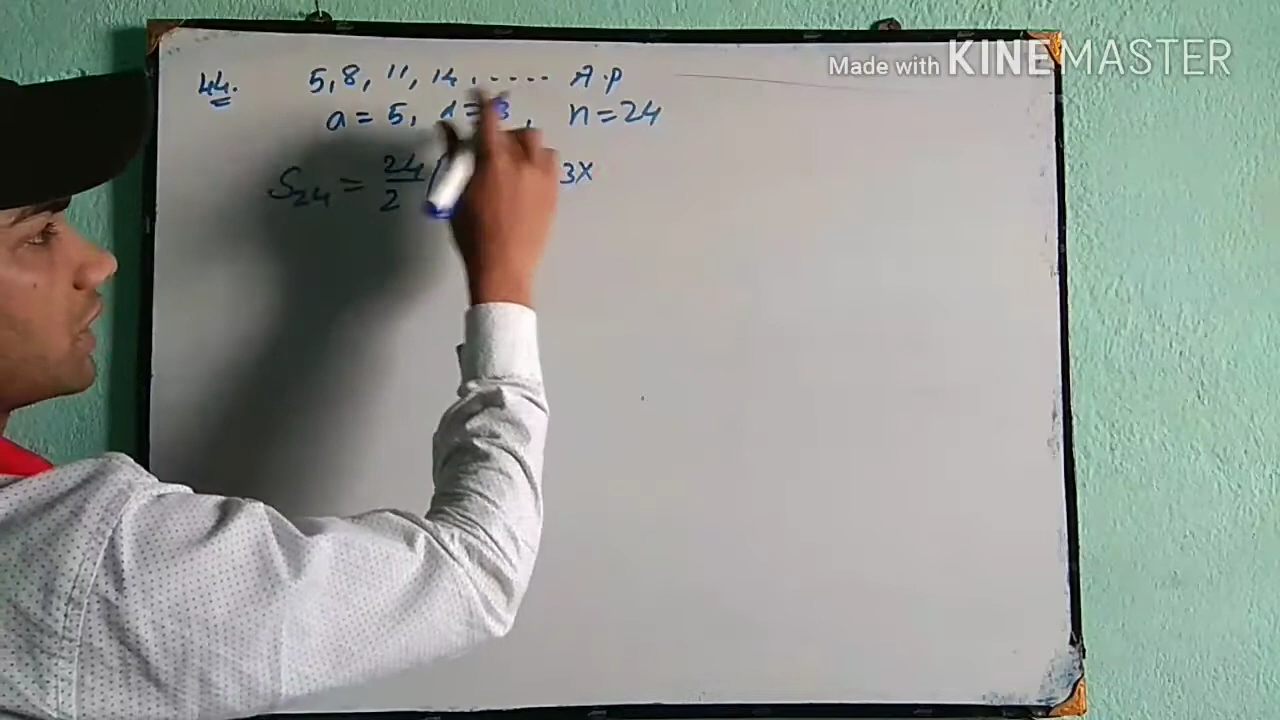 Made with KINEMASTER
44. 5, 8, 11, 14, ..... A.P
a = 5, d = 3, n = 24
S₂₄ = 24/2 ( 3X